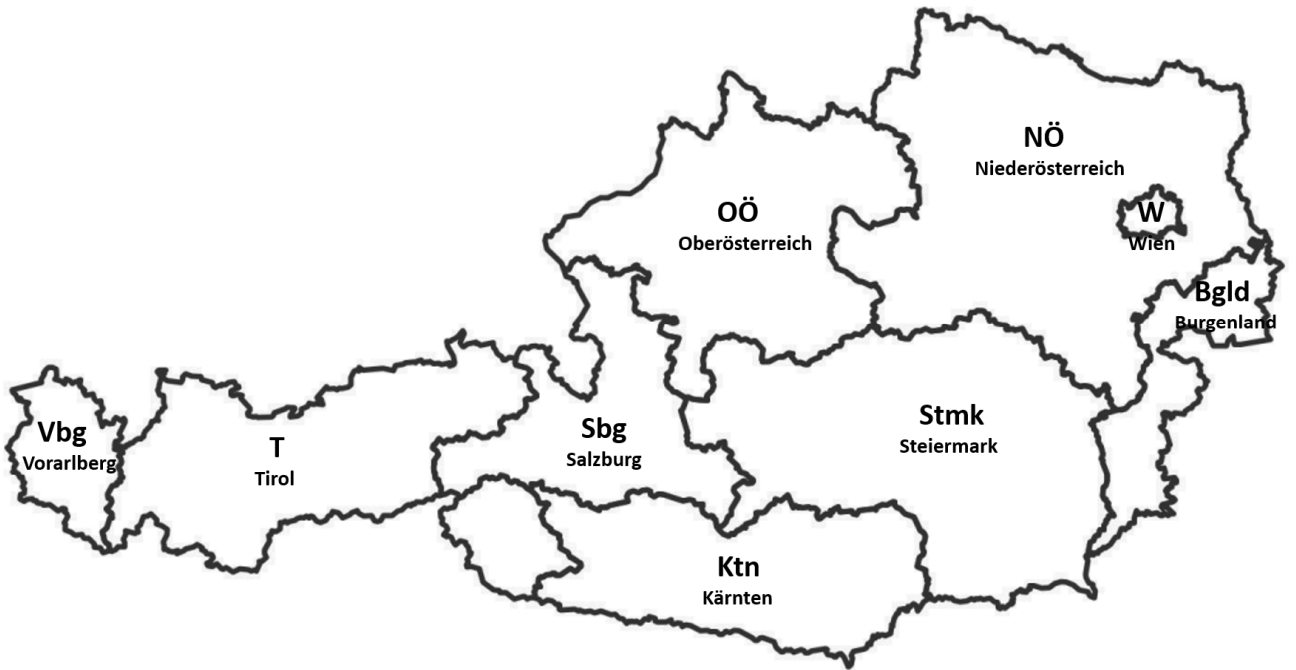 NÖ
Niederösterreich
OÖ
Oberösterreich
W
Wien
Bgld
Burgenland
Vbg
Vorarlberg
T
Tirol
Sbg
Salzburg
Stmk
Steiermark
Ktn
Kärnten